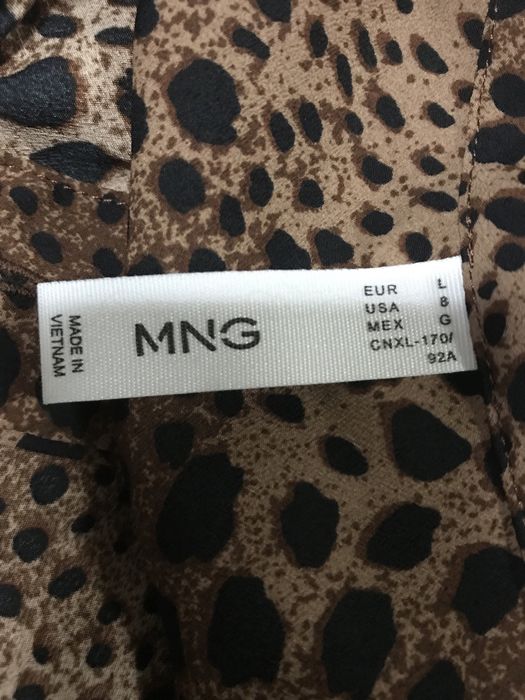 MADE IN
VIETNAM
MNG
EUR L
USA 8
MEX G
CNXL-170/
92A